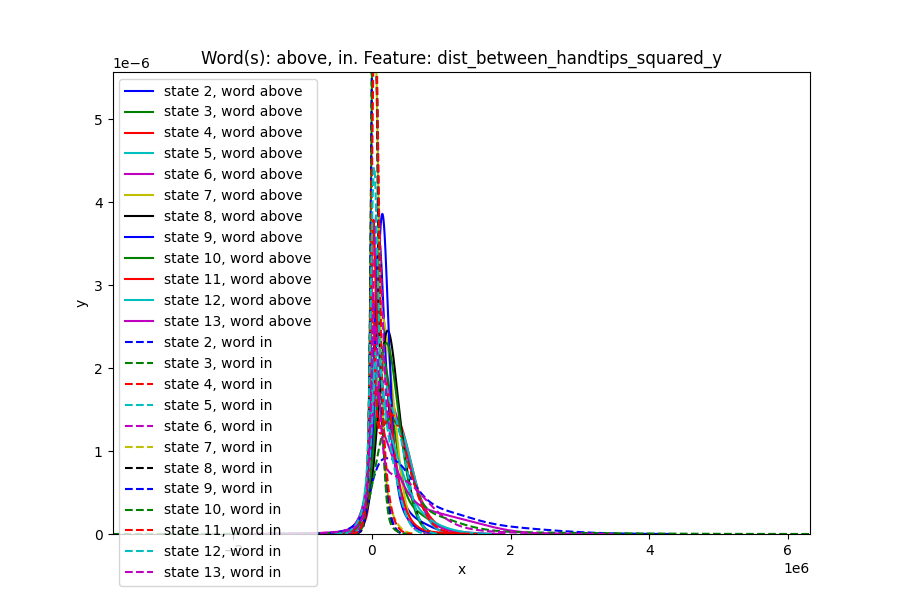 Word(s): above, in. Feature: dist_between_handtips_squared_y
1e−6
state 2, word above
state 3, word above
state 4, word above
state 5, word above
state 6, word above
state 7, word above
state 8, word above
state 9, word above
state 10, word above
state 11, word above
state 12, word above
state 13, word above
state 2, word in
state 3, word in
state 4, word in
state 5, word in
state 6, word in
state 7, word in
state 8, word in
state 9, word in
state 10, word in
state 11, word in
state 12, word in
state 13, word in
5
4
3
2
1
0
y
0
2
4
6
x
1e6